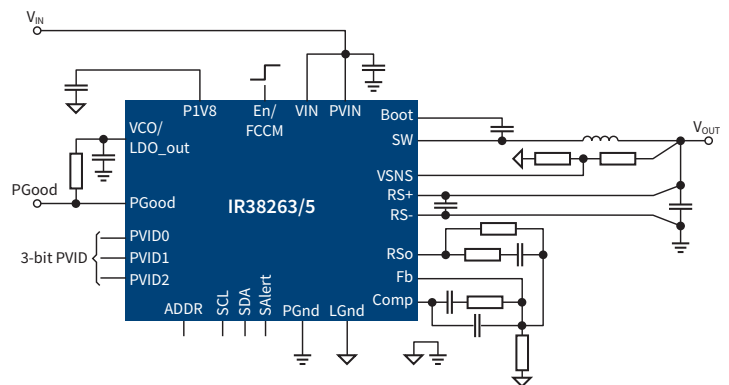 VIN
P1V8
En/
FCCM
VIN
PVIN
Boot
VCO/
LDO_out
SW
VOUT
VSNS
PGood
PGood
RS+
RS-
IR38263/5
3-bit PVID
PVID0
PVID1
PVID2
RSo
Fb
Comp
ADDR
SCL
SDA
SAlert
PGnd
LGnd